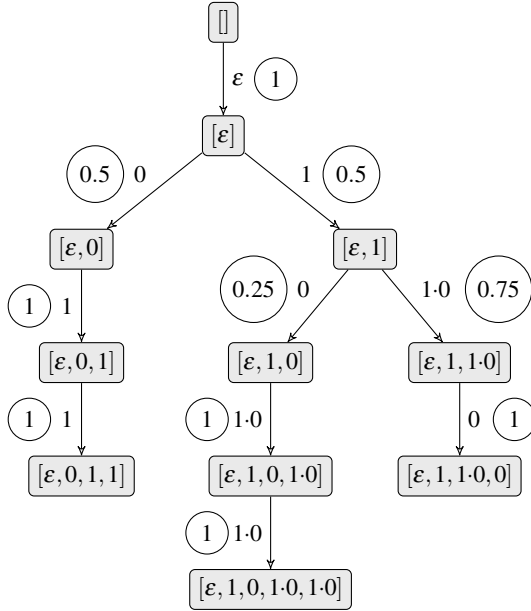 []
ε 1
[ε]
0.5 0 1 0.5
[ε,0] [ε,1]
1 1 0.25 0 1·0 0.75
[ε,0,1] [ε,1,0] [ε,1,1·0]
1 1 1 1·0 0 1
[ε,0,1,1] [ε,1,0,1·0] [ε,1,1·0,0]
1 1·0
[ε,1,0,1·0,1·0]